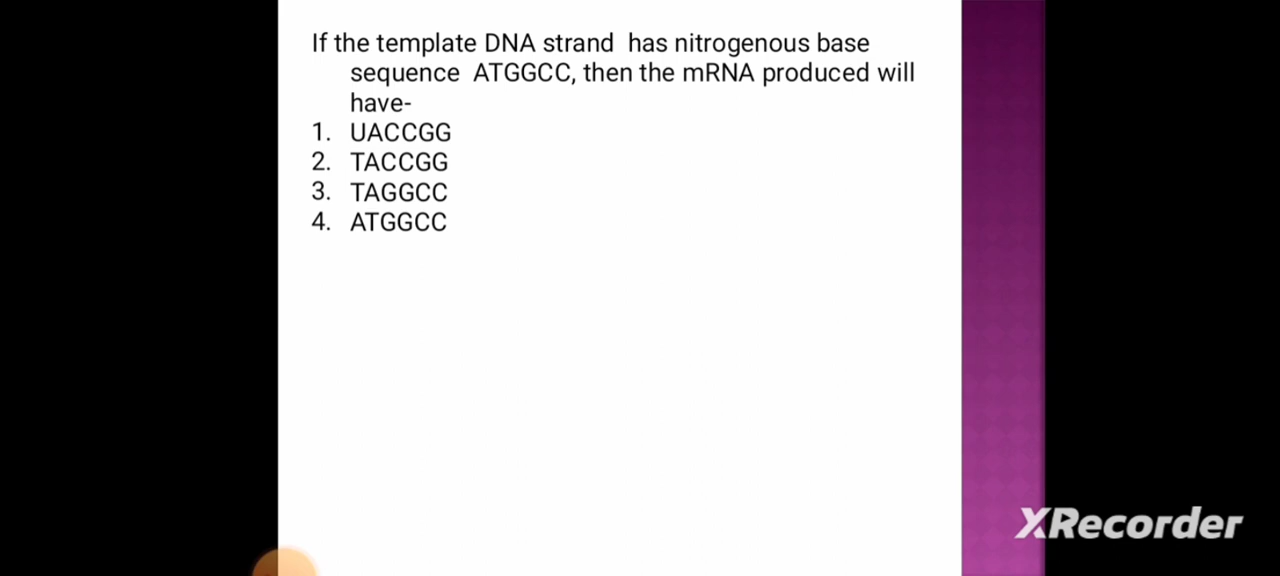 If the template DNA strand has nitrogenous base
sequence ATGGCC, then the mRNA produced will
have-
1. UACCGG
2. TACCGG
3. TAGGCC
4. ATGGCC
XRecorder